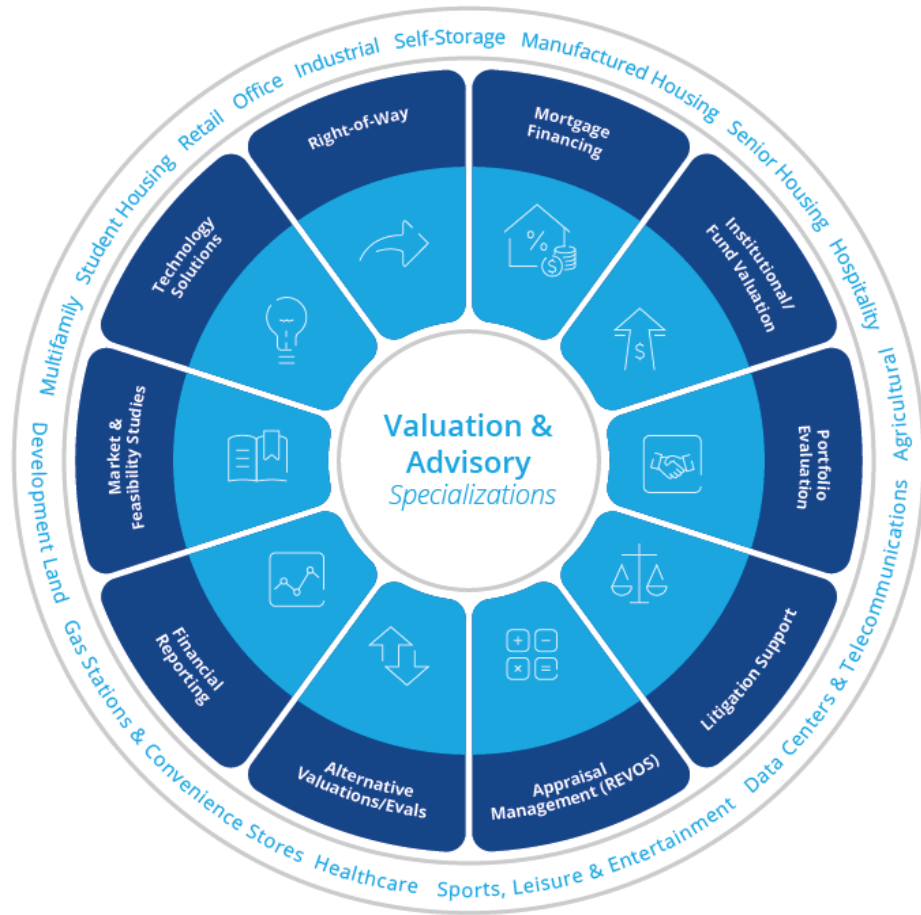 Valuation &
Advisory
Specializations
Mortgage
Financing
Institutional/
Fund Valuation
Portfolio
Evaluation
Litigation Support
Appraisal
Management (REVOS)
Alternative
Valuations/Evals
Financial
Reporting
Market &
Feasibility Studies
Technology
Solutions
Right-of-Way
%
$
$
+ −
× =
Multifamily
Student Housing
Retail
Office
Industrial
Self-Storage
Manufactured Housing
Senior Housing
Hospitality
Agricultural
Data Centers & Telecommunications
Sports, Leisure & Entertainment
Healthcare
Gas Stations & Convenience Stores
Development Land